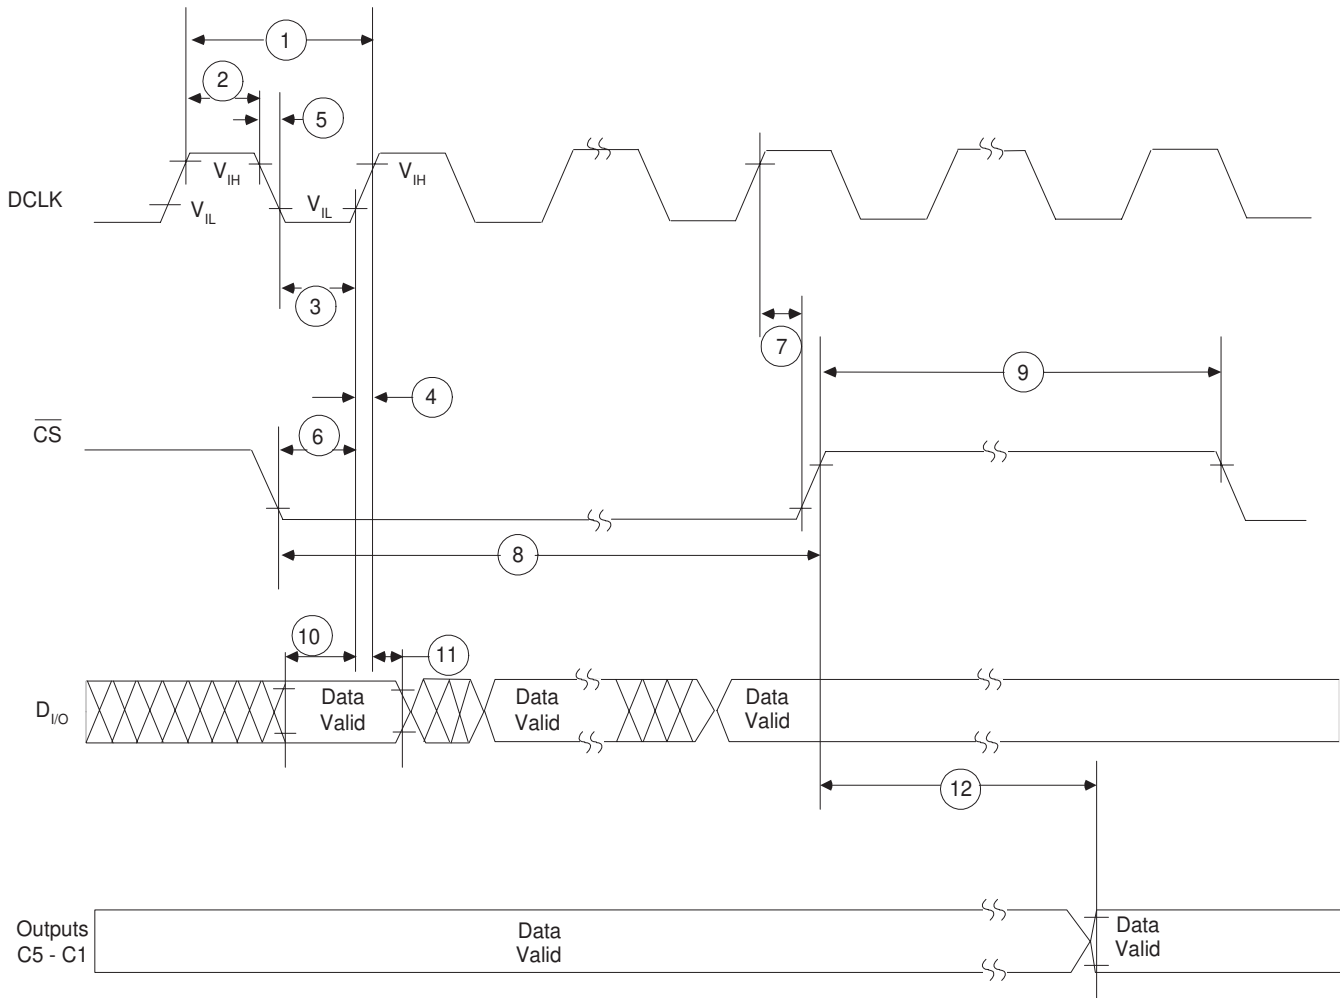 1
2
5
DCLK
V_IH
V_IH
V_IL
V_IL
3
7
9
4
CS
6
8
10
11
D_I/O
Data
Valid
Data
Valid
Data
Valid
12
Outputs
C5 - C1
Data
Valid
Data
Valid